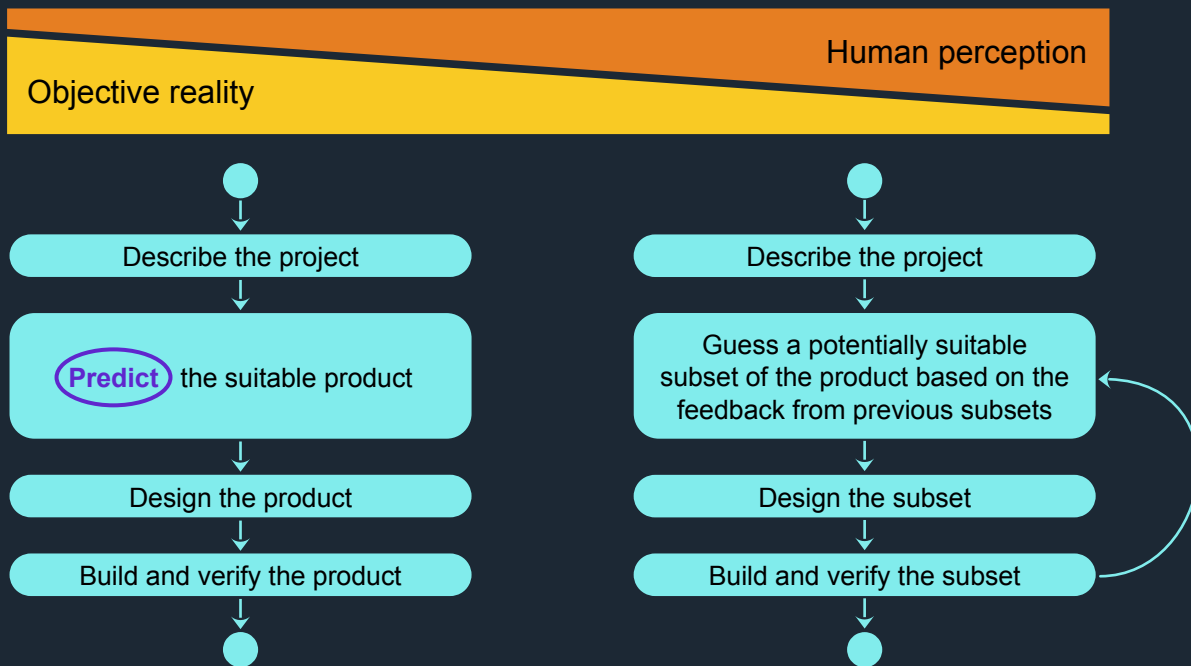 Human perception
Objective reality
Describe the project
Predict the suitable product
Design the product
Build and verify the product
Describe the project
Guess a potentially suitable
subset of the product based on the
feedback from previous subsets
Design the subset
Build and verify the subset